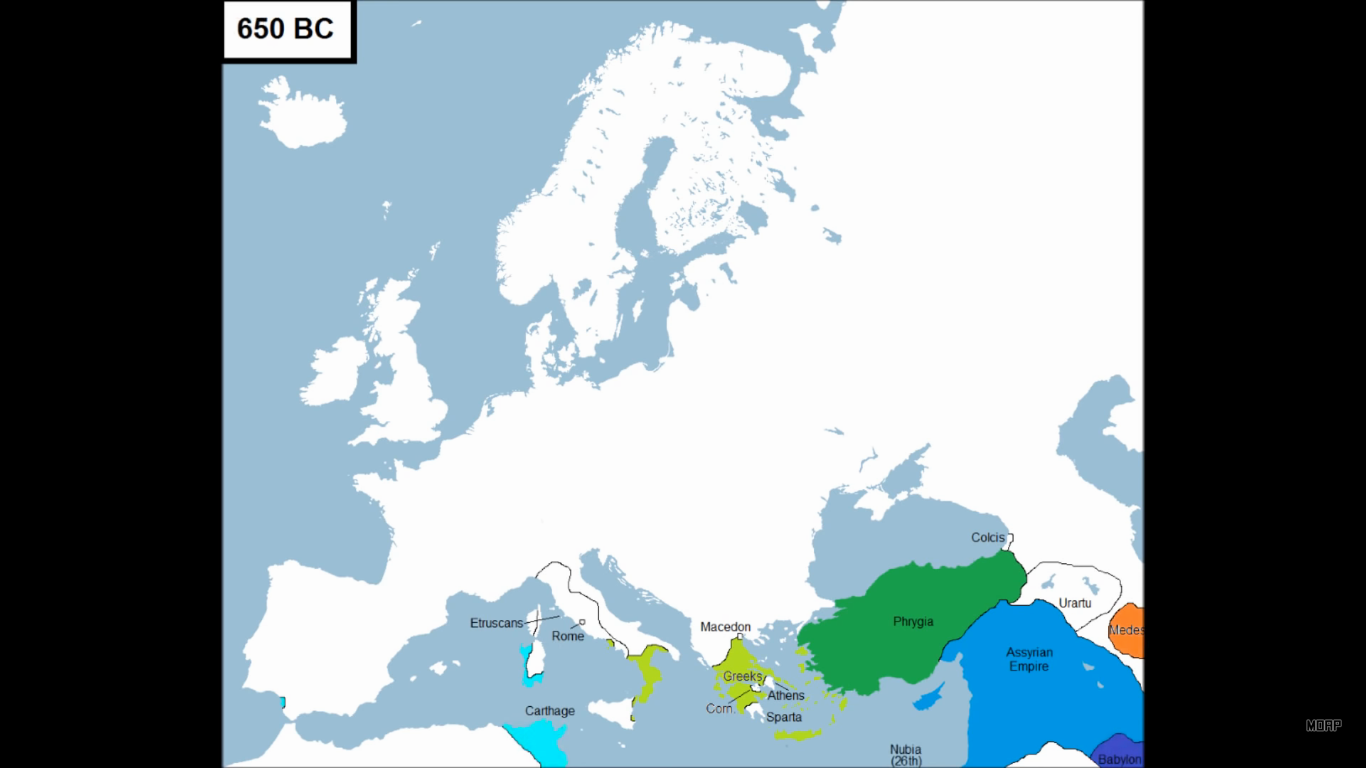 650 BC
Colcis
Urartu
Phrygia
Etruscans
Rome
Macedon
Medes
Assyrian
Empire
Greeks
Athens
Corn.
Sparta
Carthage
Nubia
(26th)
Babylon
MOAP